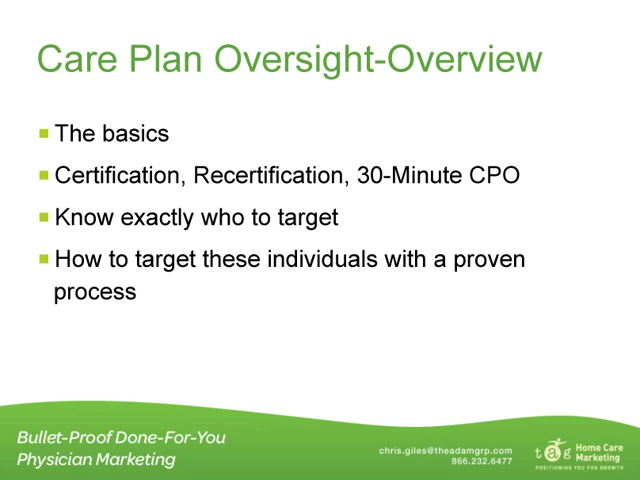 Care Plan Oversight-Overview
The basics
Certification, Recertification, 30-Minute CPO
Know exactly who to target
How to target these individuals with a proven
process
Bullet-Proof Done-For-You
Physician Marketing
chris.giles@theadamgrp.com
866.232.6477
tag
Home Care
Marketing
POSITIONING YOU FOR GROWTH